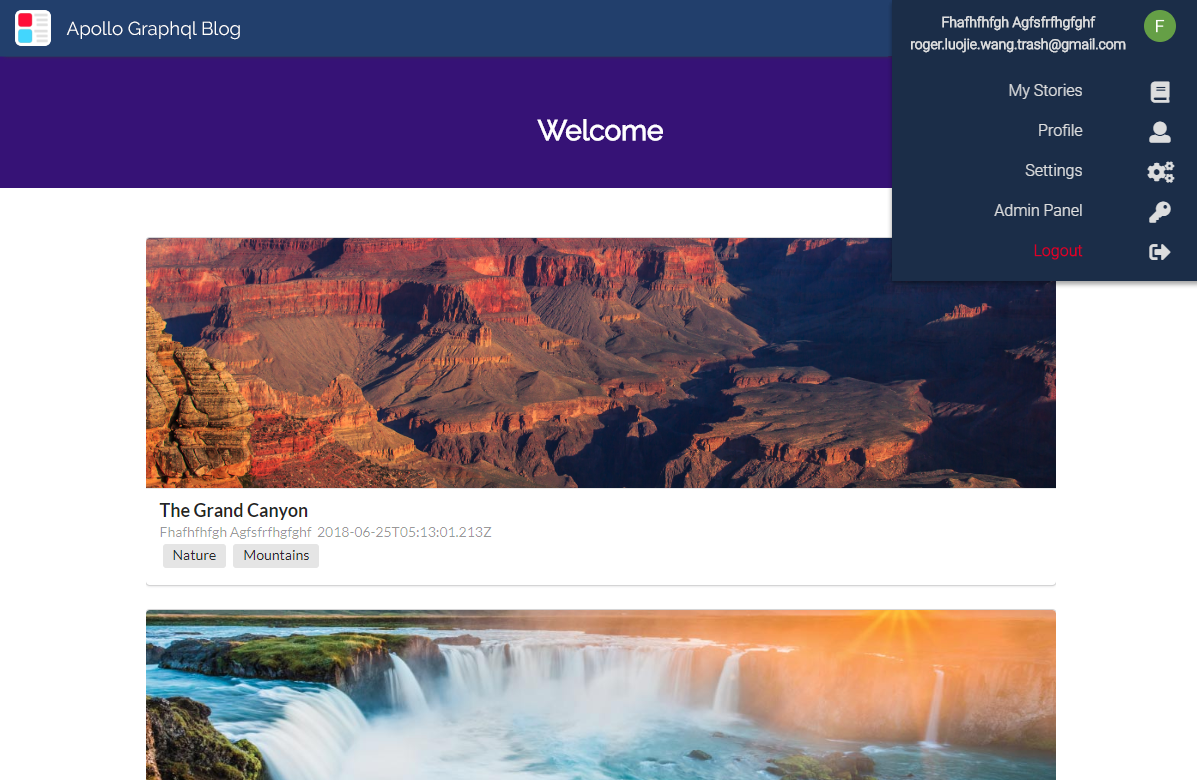 Apollo Graphql Blog
Fhafhfhfgh Agfsfrfhgfghf
F
roger.luojie.wang.trash@gmail.com
My Stories
Profile
Settings
Admin Panel
Logout
Welcome
The Grand Canyon
Fhafhfhfgh Agfsfrfhgfghf 2018-06-25T05:13:01.213Z
Nature Mountains